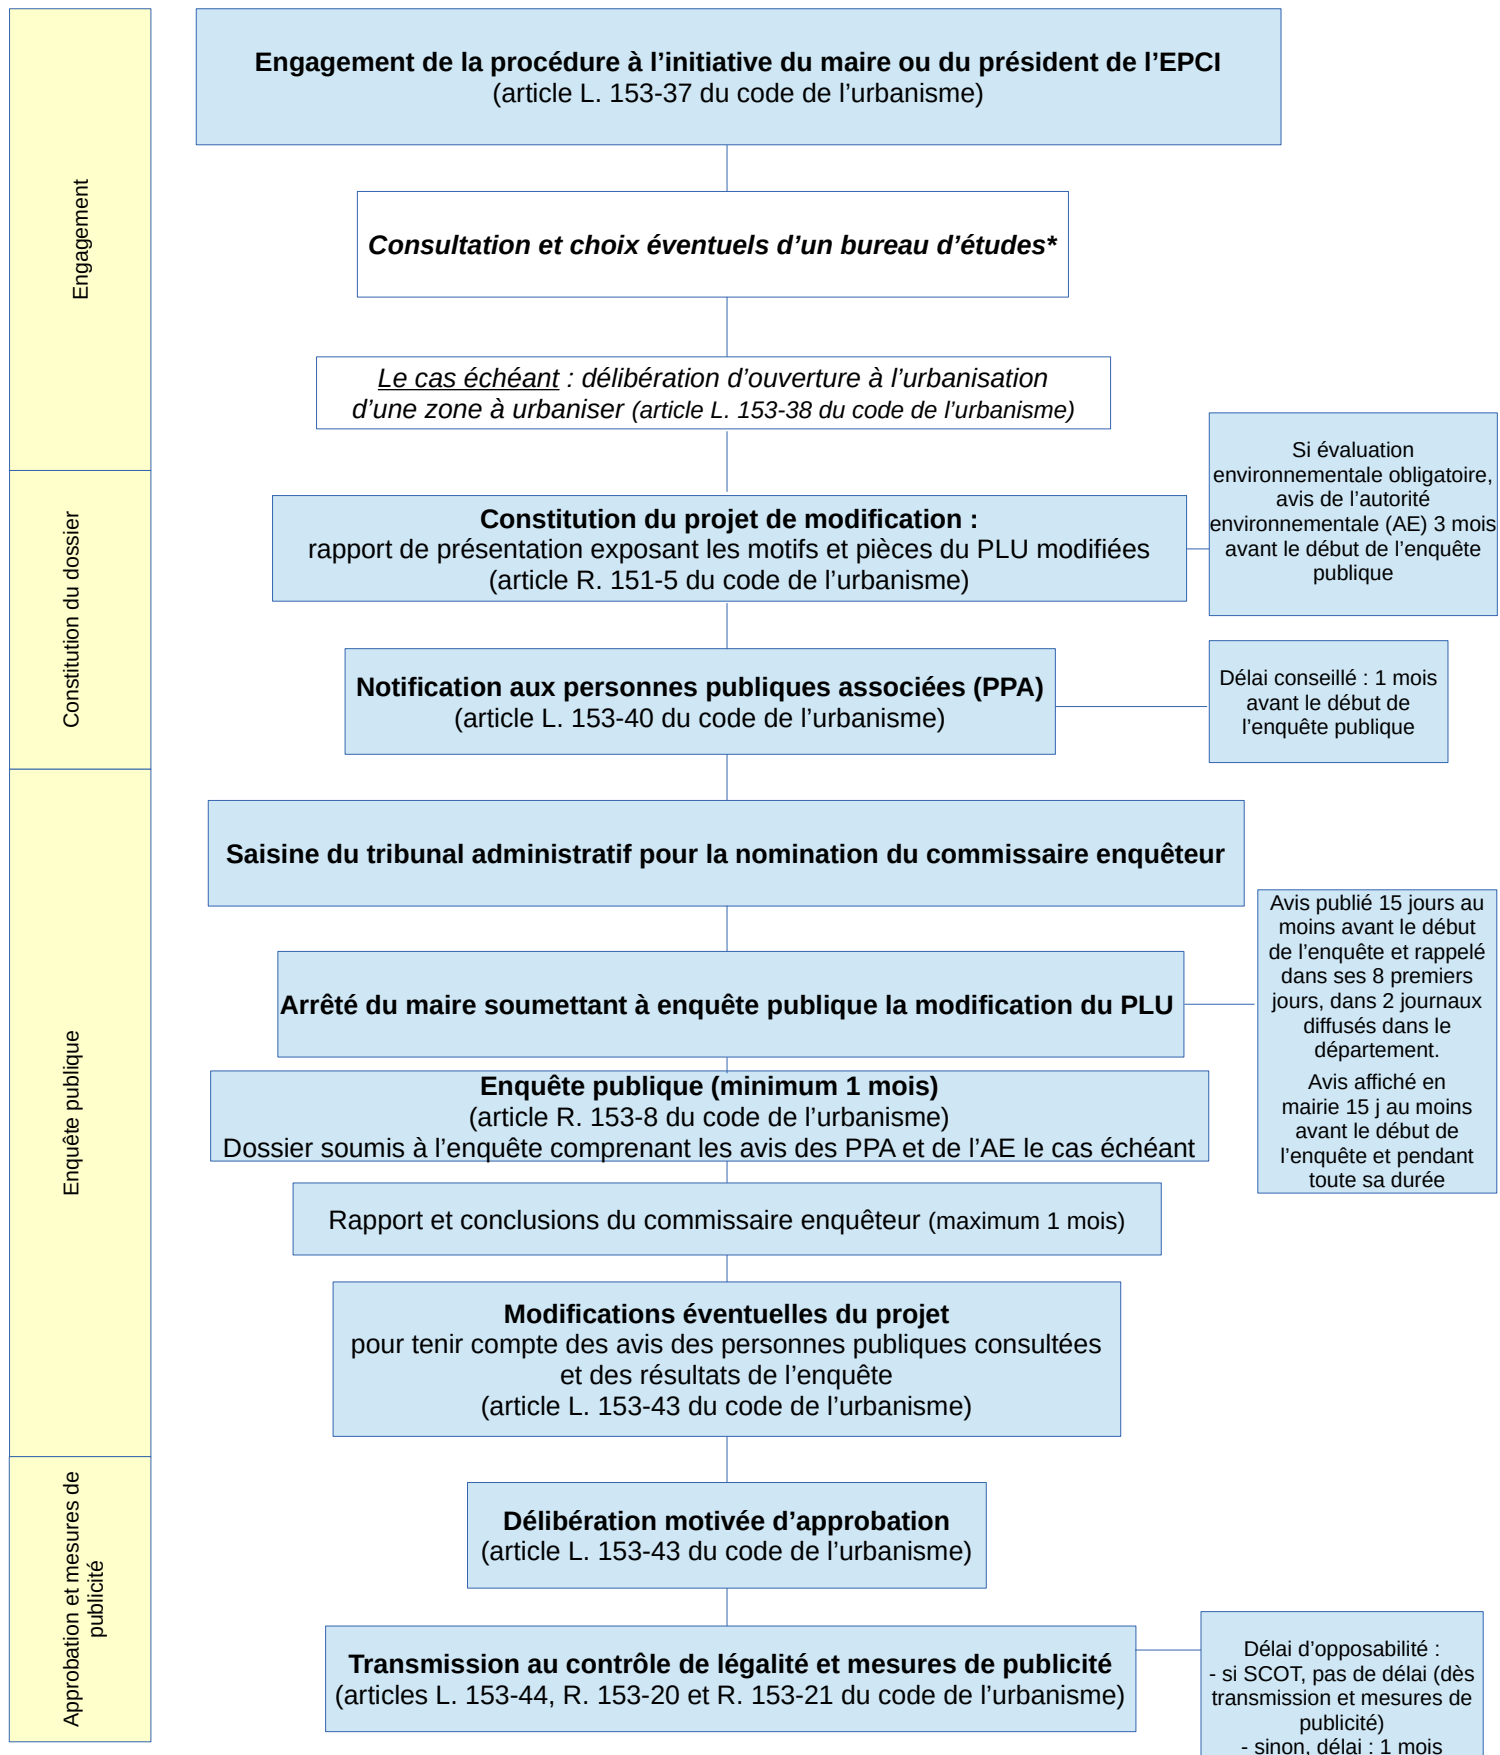 Engagement
Engagement de la procédure à l’initiative du maire ou du président de l’EPCI
(article L. 153-37 du code de l’urbanisme)
Consultation et choix éventuels d’un bureau d’études*
Le cas échéant : délibération d’ouverture à l’urbanisation
d’une zone à urbaniser (article L. 153-38 du code de l’urbanisme)
Constitution du dossier
Constitution du projet de modification :
rapport de présentation exposant les motifs et pièces du PLU modifiées
(article R. 151-5 du code de l’urbanisme)
Si évaluation
environnementale obligatoire,
avis de l’autorité
environnementale (AE) 3 mois
avant le début de l’enquête
publique
Notification aux personnes publiques associées (PPA)
(article L. 153-40 du code de l’urbanisme)
Délai conseillé : 1 mois
avant le début de
l’enquête publique
Enquête publique
Saisine du tribunal administratif pour la nomination du commissaire enquêteur
Arrêté du maire soumettant à enquête publique la modification du PLU
Avis publié 15 jours au
moins avant le début
de l’enquête et rappelé
dans ses 8 premiers
jours, dans 2 journaux
diffusés dans le
département.
Avis affiché en
mairie 15 j au moins
avant le début de
l’enquête et pendant
toute sa durée
Enquête publique (minimum 1 mois)
(article R. 153-8 du code de l’urbanisme)
Dossier soumis à l’enquête comprenant les avis des PPA et de l’AE le cas échéant
Rapport et conclusions du commissaire enquêteur (maximum 1 mois)
Modifications éventuelles du projet
pour tenir compte des avis des personnes publiques consultées
et des résultats de l’enquête
(article L. 153-43 du code de l’urbanisme)
Approbation et mesures de
publicité
Délibération motivée d’approbation
(article L. 153-43 du code de l’urbanisme)
Transmission au contrôle de légalité et mesures de publicité
(articles L. 153-44, R. 153-20 et R. 153-21 du code de l’urbanisme)
Délai d’opposabilité :
- si SCOT, pas de délai (dès
transmission et mesures de
publicité)
- sinon, délai : 1 mois